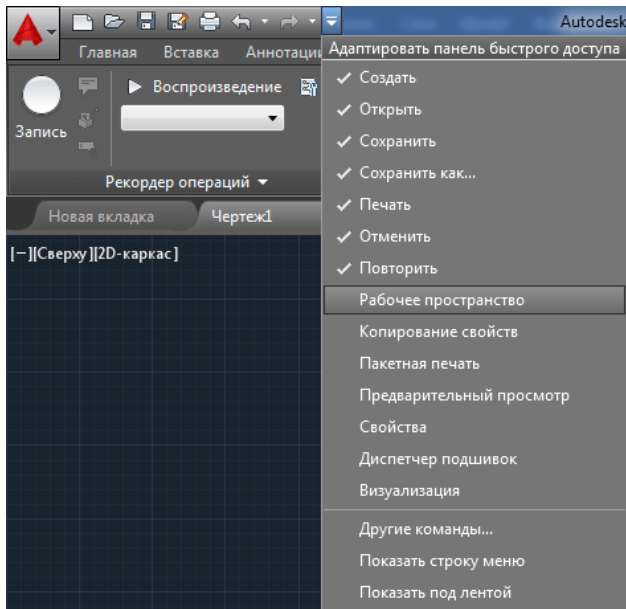 Autodesk
Главная Вставка Аннотации
Адаптировать панель быстрого доступа
Создать
Открыть
Сохранить
Сохранить как...
Печать
Отменить
Повторить
Рабочее пространство
Копирование свойств
Пакетная печать
Предварительный просмотр
Свойства
Диспетчер подшивок
Визуализация
Другие команды...
Показать строку меню
Показать под лентой
Воспроизведение
Запись
Рекордер операций
Новая вкладка Чертеж1
[−][Сверху][2D-каркас]